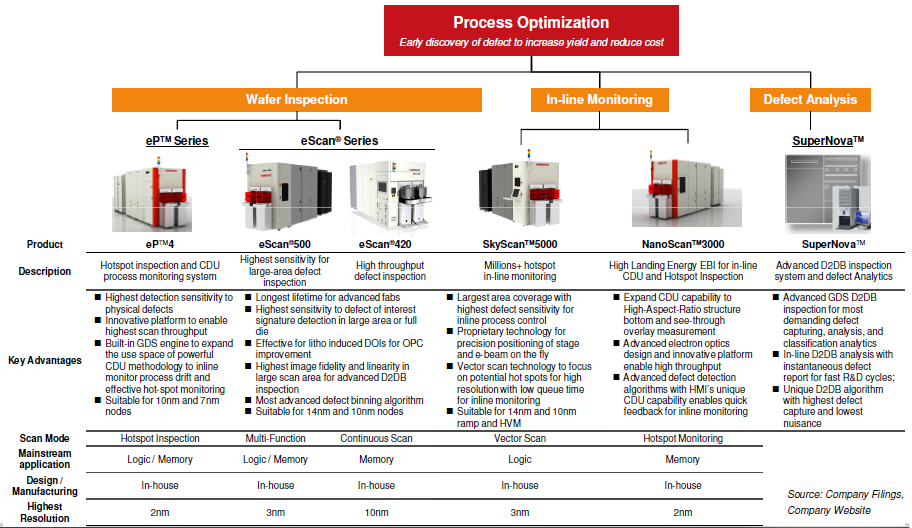 Process Optimization
Early discovery of defect to increase yield and reduce cost
Wafer Inspection
In-line Monitoring
Defect Analysis
eP™ Series
eScan® Series
SuperNova™
Product
eP™4
eScan®500
eScan®420
SkyScan™5000
NanoScan™3000
SuperNova™
Description
Hotspot inspection and CDU
process monitoring system
Highest sensitivity for
large-area defect
inspection
High throughput
defect inspection
Millions+ hotspot
in-line monitoring
High Landing Energy EBI for in-line
CDU and Hotspot Inspection
Advanced D2DB inspection
system and defect Analytics
Key Advantages
■ Highest detection sensitivity to
physical defects
■ Innovative platform to enable
highest scan throughput
■ Built-in GDS engine to expand
the use space of powerful
CDU methodology to inline
monitor process drift and
effective hot-spot monitoring
■ Suitable for 10nm and 7nm
nodes
■ Longest lifetime for advanced fabs
■ Highest sensitivity to defect of interest
signature detection in large area or full
die
■ Effective for litho induced DOIs for OPC
improvement
■ Highest image fidelity and linearity in
large scan area for advanced D2DB
inspection
■ Most advanced defect binning algorithm
■ Suitable for 14nm and 10nm nodes
■ Largest area coverage with
highest defect sensitivity for
inline process control
■ Proprietary technology for
precision positioning of stage
and e-beam on the fly
■ Vector scan technology to focus
on potential hot spots for high
resolution with low queue time
for inline monitoring
■ Suitable for 14nm and 10nm
ramp and HVM
■ Expand CDU capability to
High-Aspect-Ratio structure
bottom and see-through
overlay measurement
■ Advanced electron optics
design and innovative platform
enable high throughput
■ Advanced defect detection
algorithms with HMI's unique
CDU capability enables quick
feedback for inline monitoring
■ Advanced GDS D2DB
inspection for most
demanding defect
capturing, analysis, and
classification analytics
■ In-line D2DB analysis with
instantaneous defect
report for fast R&D cycles;
■ Unique D2DB algorithm
with highest defect
capture and lowest
nuisance
Scan Mode
Hotspot Inspection
Multi-Function
Continuous Scan
Vector Scan
Hotspot Monitoring
Mainstream
application
Logic / Memory
Logic / Memory
Memory
Logic
Memory
Design /
Manufacturing
In-house
In-house
In-house
In-house
In-house
Highest
Resolution
2nm
3nm
10nm
3nm
2nm
Source: Company Filings,
Company Website